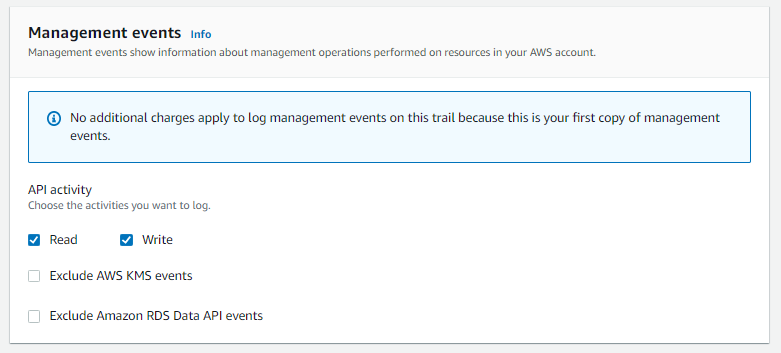 Management events Info
Management events show information about management operations performed on resources in your AWS account.
No additional charges apply to log management events on this trail because this is your first copy of management
events.
API activity
Choose the activities you want to log.
Read Write
Exclude AWS KMS events
Exclude Amazon RDS Data API events